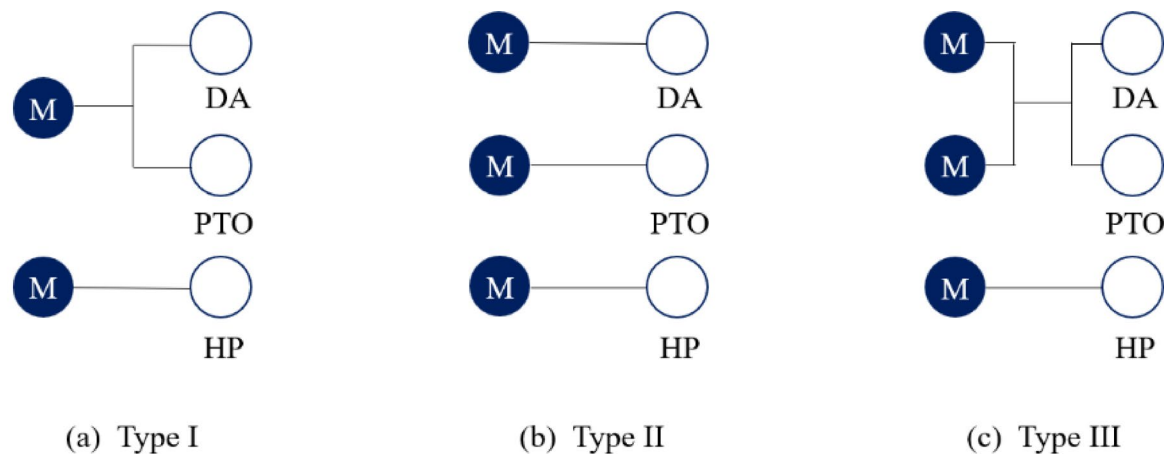 M
DA
PTO
M
HP
(a) Type I
M
DA
M
PTO
M
HP
(b) Type II
M
DA
M
PTO
M
HP
(c) Type III